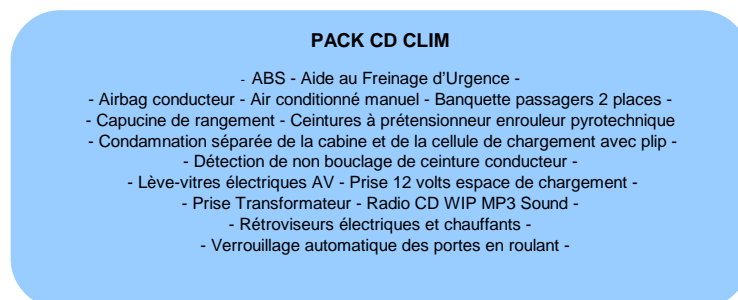 PACK CD CLIM
- ABS - Aide au Freinage d’Urgence -
- Airbag conducteur - Air conditionné manuel - Banquette passagers 2 places -
- Capucine de rangement - Ceintures à prétensionneur enrouleur pyrotechnique
- Condamnation séparée de la cabine et de la cellule de chargement avec plip -
- Détection de non bouclage de ceinture conducteur -
- Lève-vitres électriques AV - Prise 12 volts espace de chargement -
- Prise Transformateur - Radio CD WIP MP3 Sound -
- Rétroviseurs électriques et chauffants -
- Verrouillage automatique des portes en roulant -